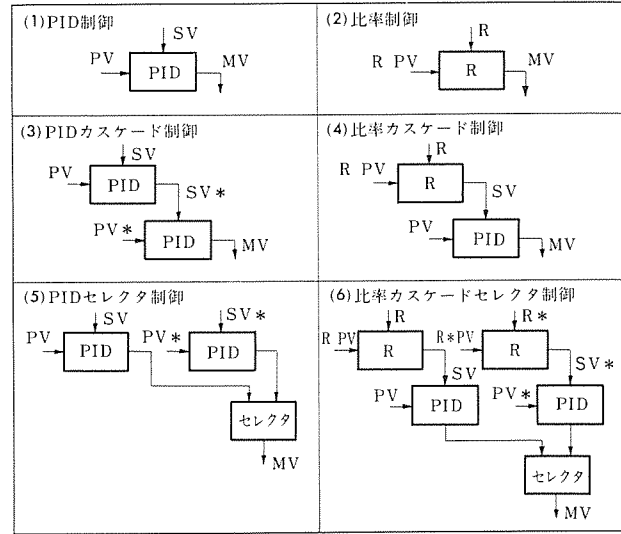 (1)PID制御
SV
PV
PID
MV
(2)比率制御
R
R PV
R
MV
(3)PIDカスケード制御
SV
PV
PID
SV*
PV*
PID
MV
(4)比率カスケード制御
R
R PV
R
SV
PV
PID
MV
(5)PIDセレクタ制御
SV
PV
PID
SV*
PV*
PID
セレクタ
MV
(6)比率カスケードセレクタ制御
R
R PV
R
R*
R*PV
R
SV
SV*
PV
PID
PV*
PID
セレクタ
MV